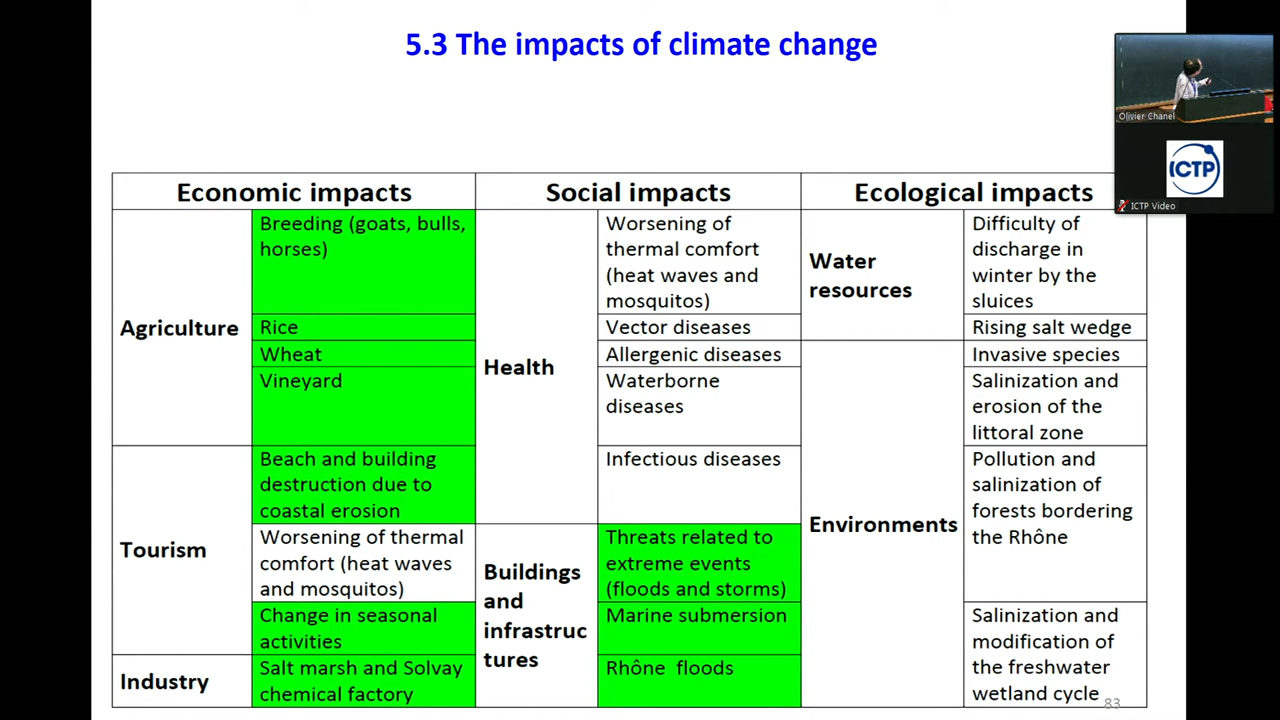 5.3 The impacts of climate change
Olivier Chanel
ICTP
ICTP Video
Economic impacts
Social impacts
Ecological impacts
Agriculture
Breeding (goats, bulls,
horses)
Rice
Wheat
Vineyard
Tourism
Beach and building
destruction due to
coastal erosion
Worsening of thermal
comfort (heat waves
and mosquitos)
Change in seasonal
activities
Industry
Salt marsh and Solvay
chemical factory
Health
Worsening of
thermal comfort
(heat waves and
mosquitos)
Vector diseases
Allergenic diseases
Waterborne
diseases
Infectious diseases
Buildings
and
infrastruc
tures
Threats related to
extreme events
(floods and storms)
Marine submersion
Rhône floods
Water
resources
Difficulty of
discharge in
winter by the
sluices
Rising salt wedge
Environments
Invasive species
Salinization and
erosion of the
littoral zone
Pollution and
salinization of
forests bordering
the Rhône
Salinization and
modification of
the freshwater
wetland cycle
83